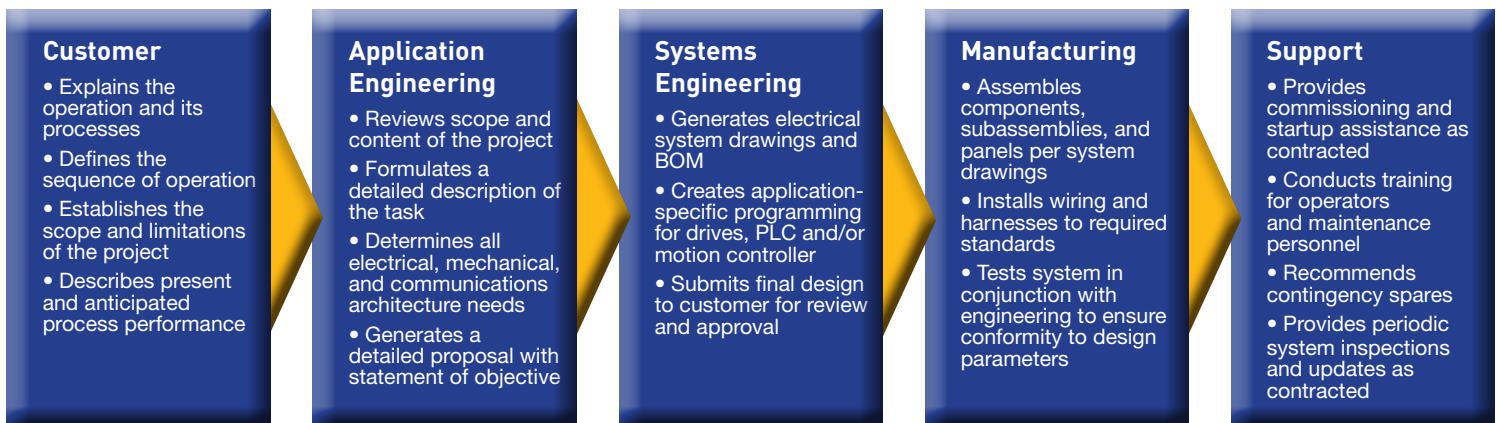 Customer
• Explains the
operation and its
processes
• Defines the
sequence of operation
• Establishes the
scope and limitations
of the project
• Describes present
and anticipated
process performance
Application
Engineering
• Reviews scope and
content of the project
• Formulates a
detailed description of
the task
• Determines all
electrical, mechanical,
and communications
architecture needs
• Generates a
detailed proposal with
statement of objective
Systems
Engineering
• Generates electrical
system drawings and
BOM
• Creates application-
specific programming
for drives, PLC and/or
motion controller
• Submits final design
to customer for review
and approval
Manufacturing
• Assembles
components,
subassemblies, and
panels per system
drawings
• Installs wiring and
harnesses to required
standards
• Tests system in
conjunction with
engineering to ensure
conformity to design
parameters
Support
• Provides
commissioning and
startup assistance as
contracted
• Conducts training
for operators
and maintenance
personnel
• Recommends
contingency spares
• Provides periodic
system inspections
and updates as
contracted